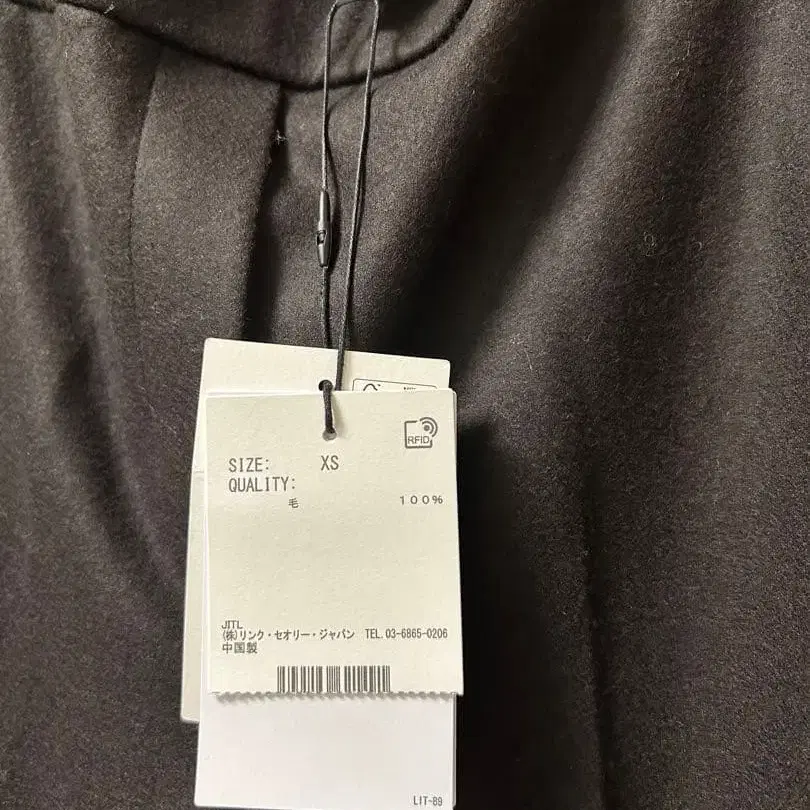 RFID
SIZE: XS
QUALITY:
毛 １００％
JITL
(株)リンク・セオリー・ジャパン TEL.03-6865-0206
中国製
LIT-89